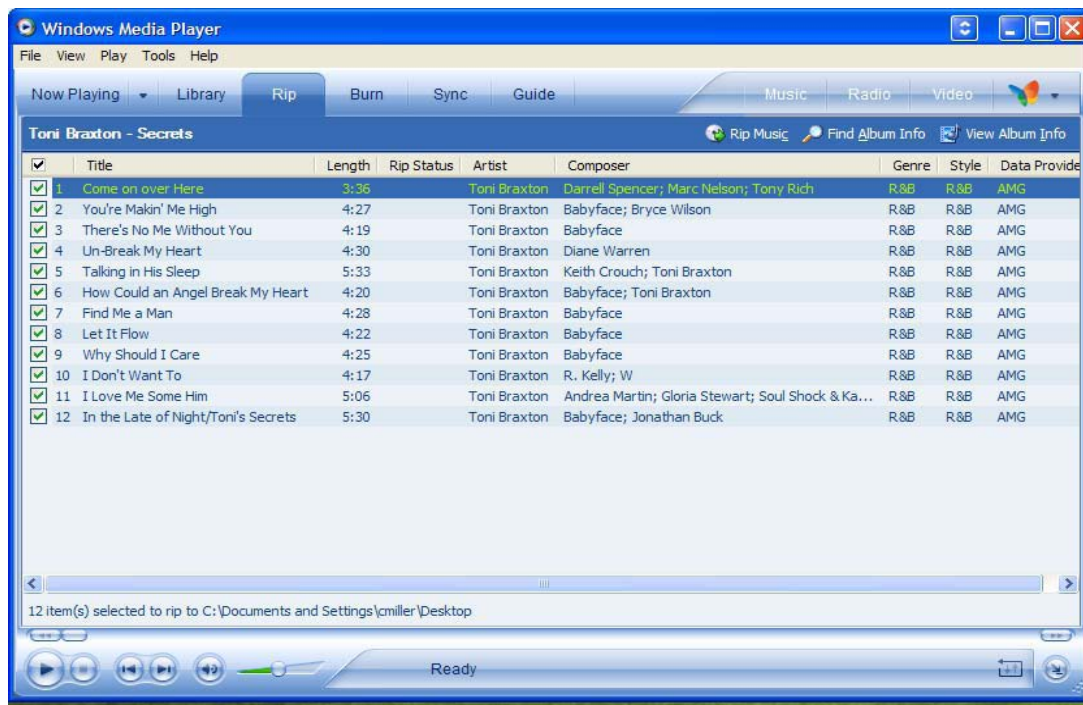 Windows Media Player
File View Play Tools Help
Now Playing Library Rip Burn Sync Guide Music Radio Video
Toni Braxton - Secrets Rip Music Find Album Info View Album Info
Title Length Rip Status Artist Composer Genre Style Data Provide
1 Come on over Here 3:36 Toni Braxton Darrell Spencer; Marc Nelson; Tony Rich R&B R&B AMG
2 You're Makin' Me High 4:27 Toni Braxton Babyface; Bryce Wilson R&B R&B AMG
3 There's No Me Without You 4:19 Toni Braxton Babyface R&B R&B AMG
4 Un-Break My Heart 4:30 Toni Braxton Diane Warren R&B R&B AMG
5 Talking in His Sleep 5:33 Toni Braxton Keith Crouch; Toni Braxton R&B R&B AMG
6 How Could an Angel Break My Heart 4:20 Toni Braxton Babyface; Toni Braxton R&B R&B AMG
7 Find Me a Man 4:28 Toni Braxton Babyface R&B R&B AMG
8 Let It Flow 4:22 Toni Braxton Babyface R&B R&B AMG
9 Why Should I Care 4:25 Toni Braxton Babyface R&B R&B AMG
10 I Don't Want To 4:17 Toni Braxton R. Kelly; W R&B R&B AMG
11 I Love Me Some Him 5:06 Toni Braxton Andrea Martin; Gloria Stewart; Soul Shock & Ka... R&B R&B AMG
12 In the Late of Night/Toni's Secrets 5:30 Toni Braxton Babyface; Jonathan Buck R&B R&B AMG
12 item(s) selected to rip to C:\Documents and Settings\cmiller\Desktop
Ready